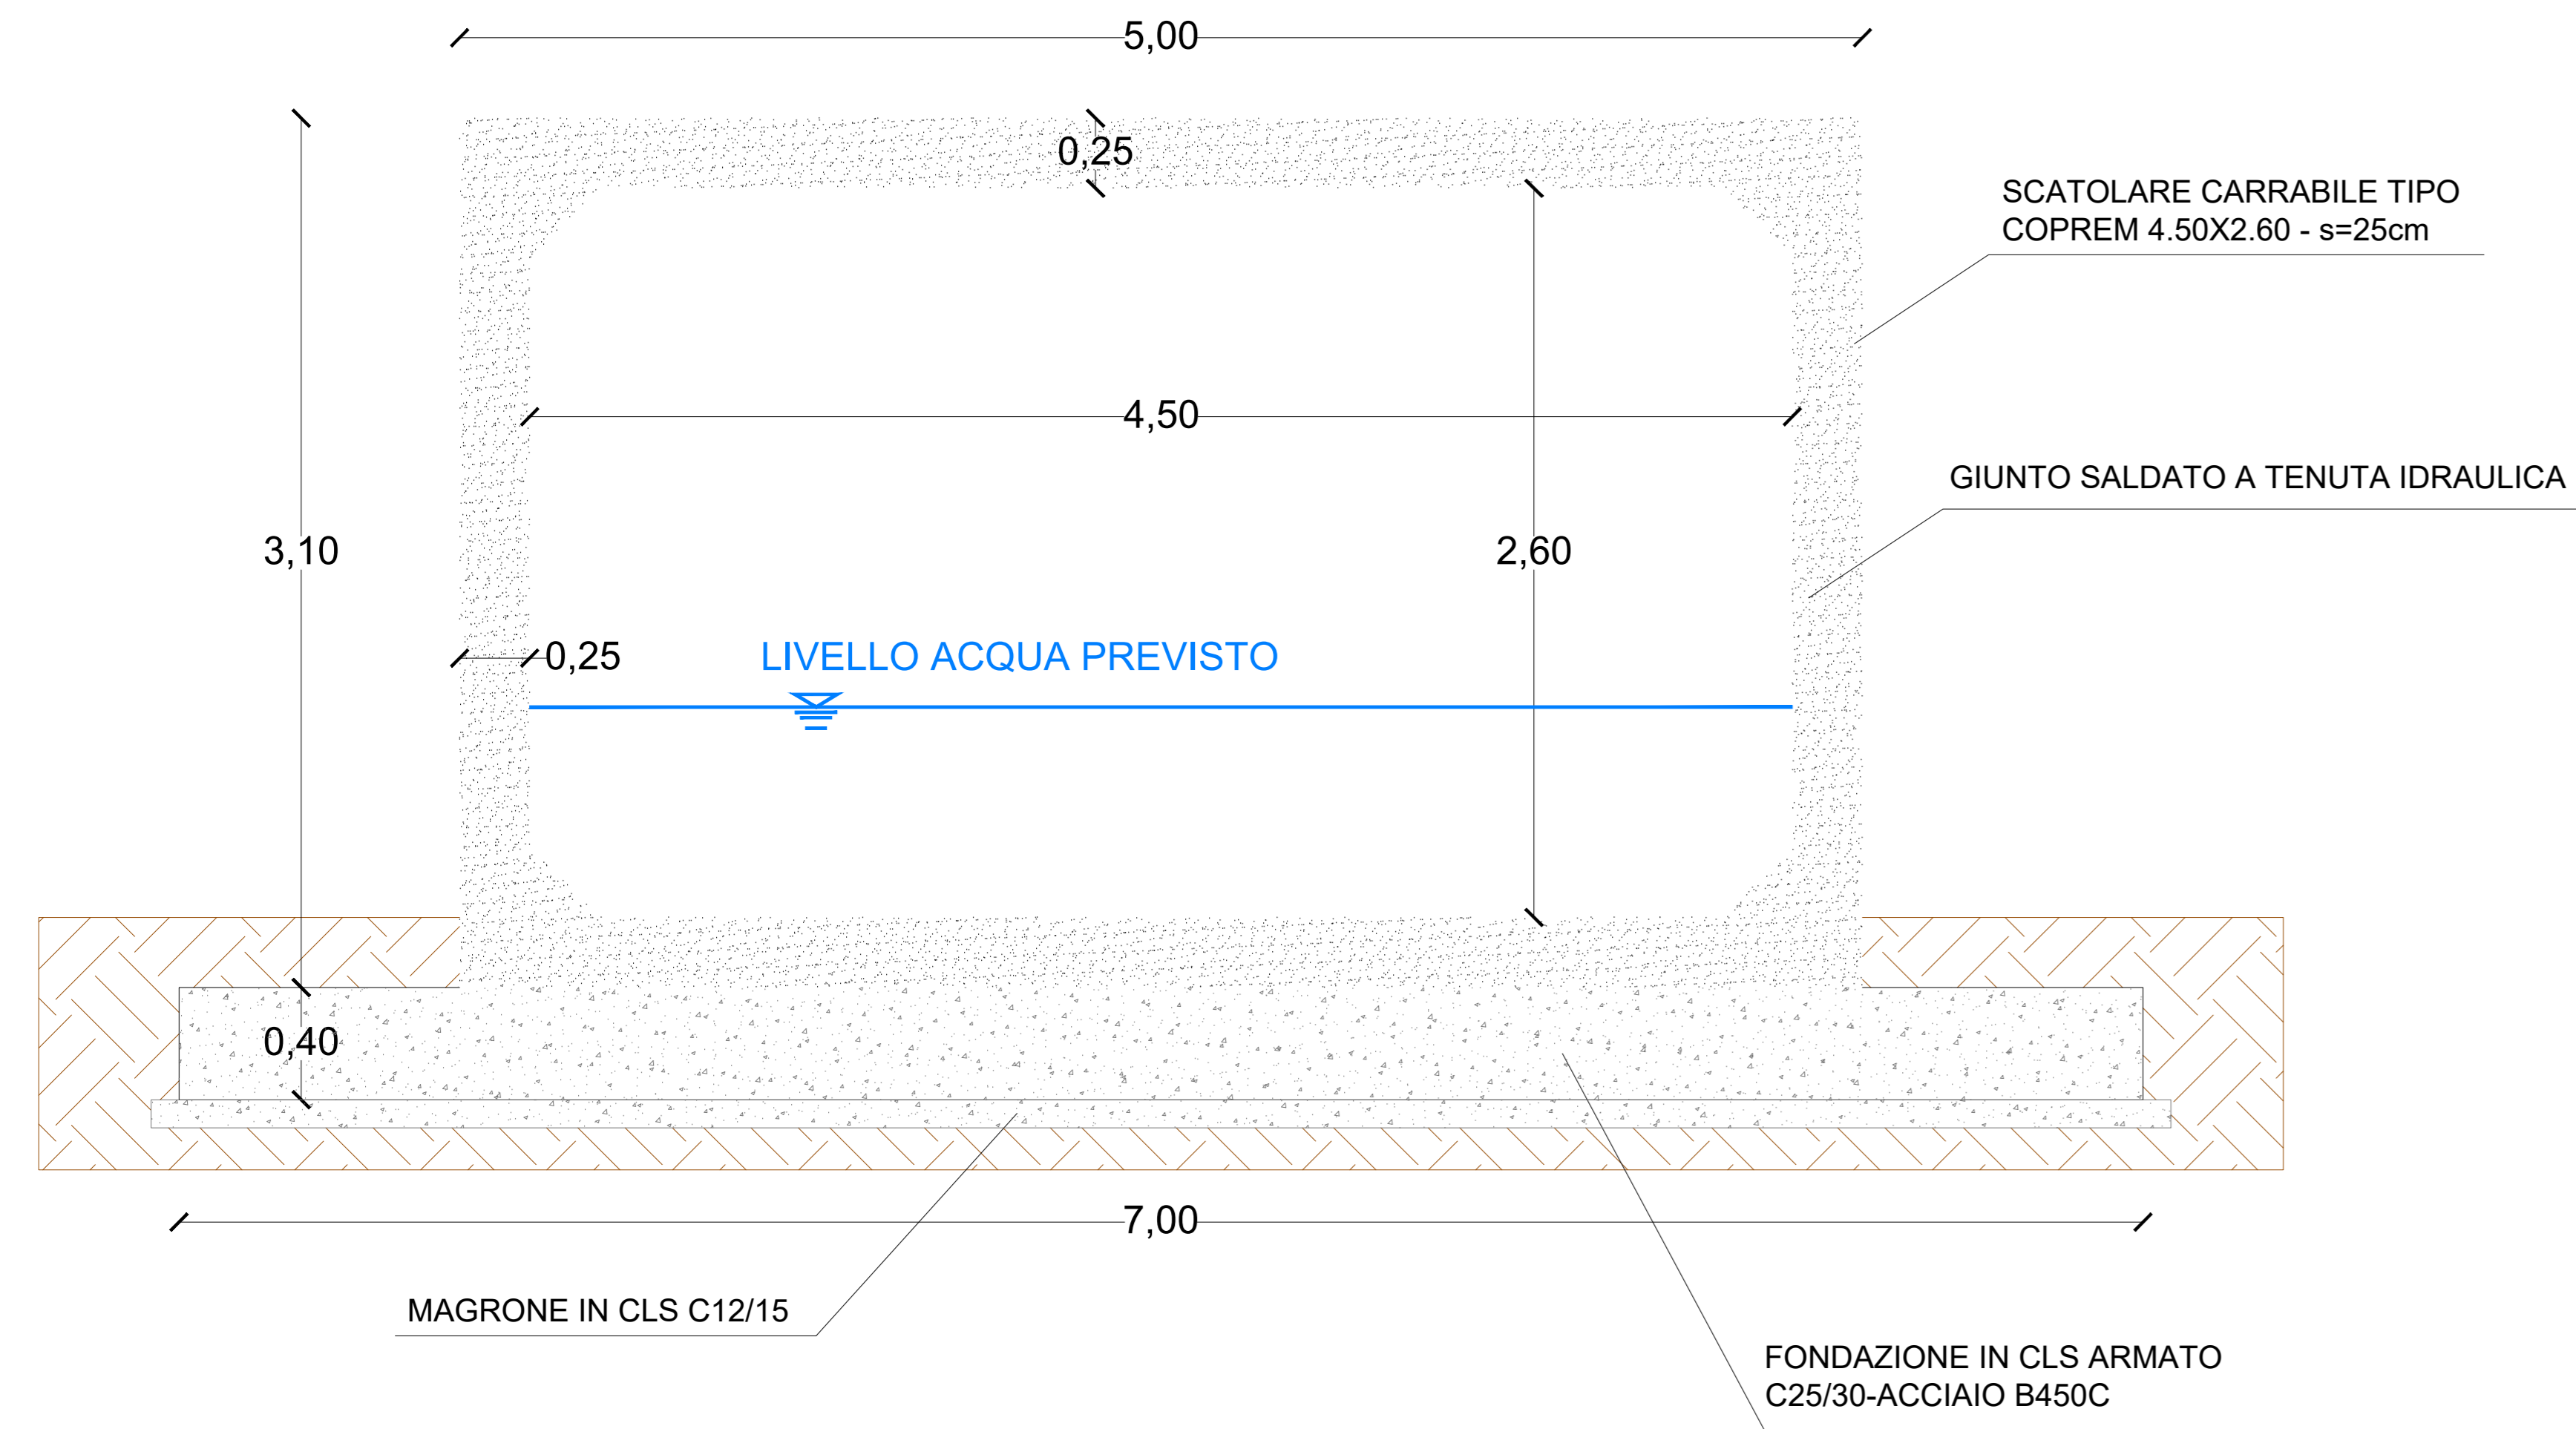 5,00
0,25
SCATOLARE CARRABILE TIPO
COPREM 4.50X2.60 - s=25cm
4,50
GIUNTO SALDATO A TENUTA IDRAULICA
3,10
2,60
0,25
LIVELLO ACQUA PREVISTO
0,40
7,00
MAGRONE IN CLS C12/15
FONDAZIONE IN CLS ARMATO
C25/30-ACCIAIO B450C